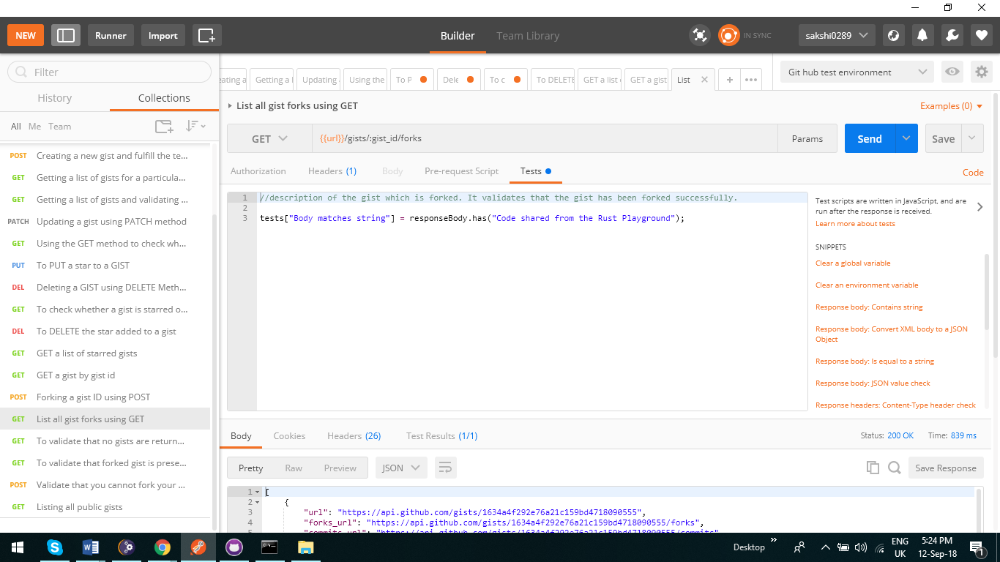 NEW
Runner
Import
Builder
Team Library
IN SYNC
sakshi0289
Filter
History
Collections
All Me Team
POST Creating a new gist and fulfill the te...
GET Getting a list of gists for a particula...
GET Getting a list of gists and validating ...
PATCH Updating a gist using PATCH method
GET Using the GET method to check wh...
PUT To PUT a star to a GIST
DEL Deleting a GIST using DELETE Meth...
GET To check whether a gist is starred o...
DEL To DELETE the star added to a gist
GET GET a list of starred gists
GET GET a gist by gist id
POST Forking a gist ID using POST
GET List all gist forks using GET
GET To validate that no gists are return...
GET To validate that forked gist is prese...
POST Validate that you cannot fork your ...
GET Listing all public gists
eating a Getting a l Updating Using the To P Dele To c To DELETE GET a list GET a gist List
Git hub test environment
List all gist forks using GET
Examples (0)
GET
{{url}}/gists/:gist_id/forks
Params
Send
Save
Authorization
Headers (1)
Body
Pre-request Script
Tests
Code
1 //description of the gist which is forked. It validates that the gist has been forked successfully.
2
3 tests["Body matches string"] = responseBody.has("Code shared from the Rust Playground");
Test scripts are written in JavaScript, and are
run after the response is received.
Learn more about tests
SNIPPETS
Clear a global variable
Clear an environment variable
Response body: Contains string
Response body: Convert XML body to a JSON
Object
Response body: Is equal to a string
Response body: JSON value check
Response headers: Content-Type header check
Body
Cookies
Headers (26)
Test Results (1/1)
Status: 200 OK
Time: 839 ms
Pretty
Raw
Preview
JSON
Save Response
1 [
2 {
3 "url": "https://api.github.com/gists/1634a4f292e76a21c159bd4718090555",
4 "forks_url": "https://api.github.com/gists/1634a4f292e76a21c159bd4718090555/forks",
5 "commits_url": "https://api.github.com/gists/1634a4f292e76a21c159bd4718090555/commits"
Desktop
ENG
UK
5:24 PM
12-Sep-18
1